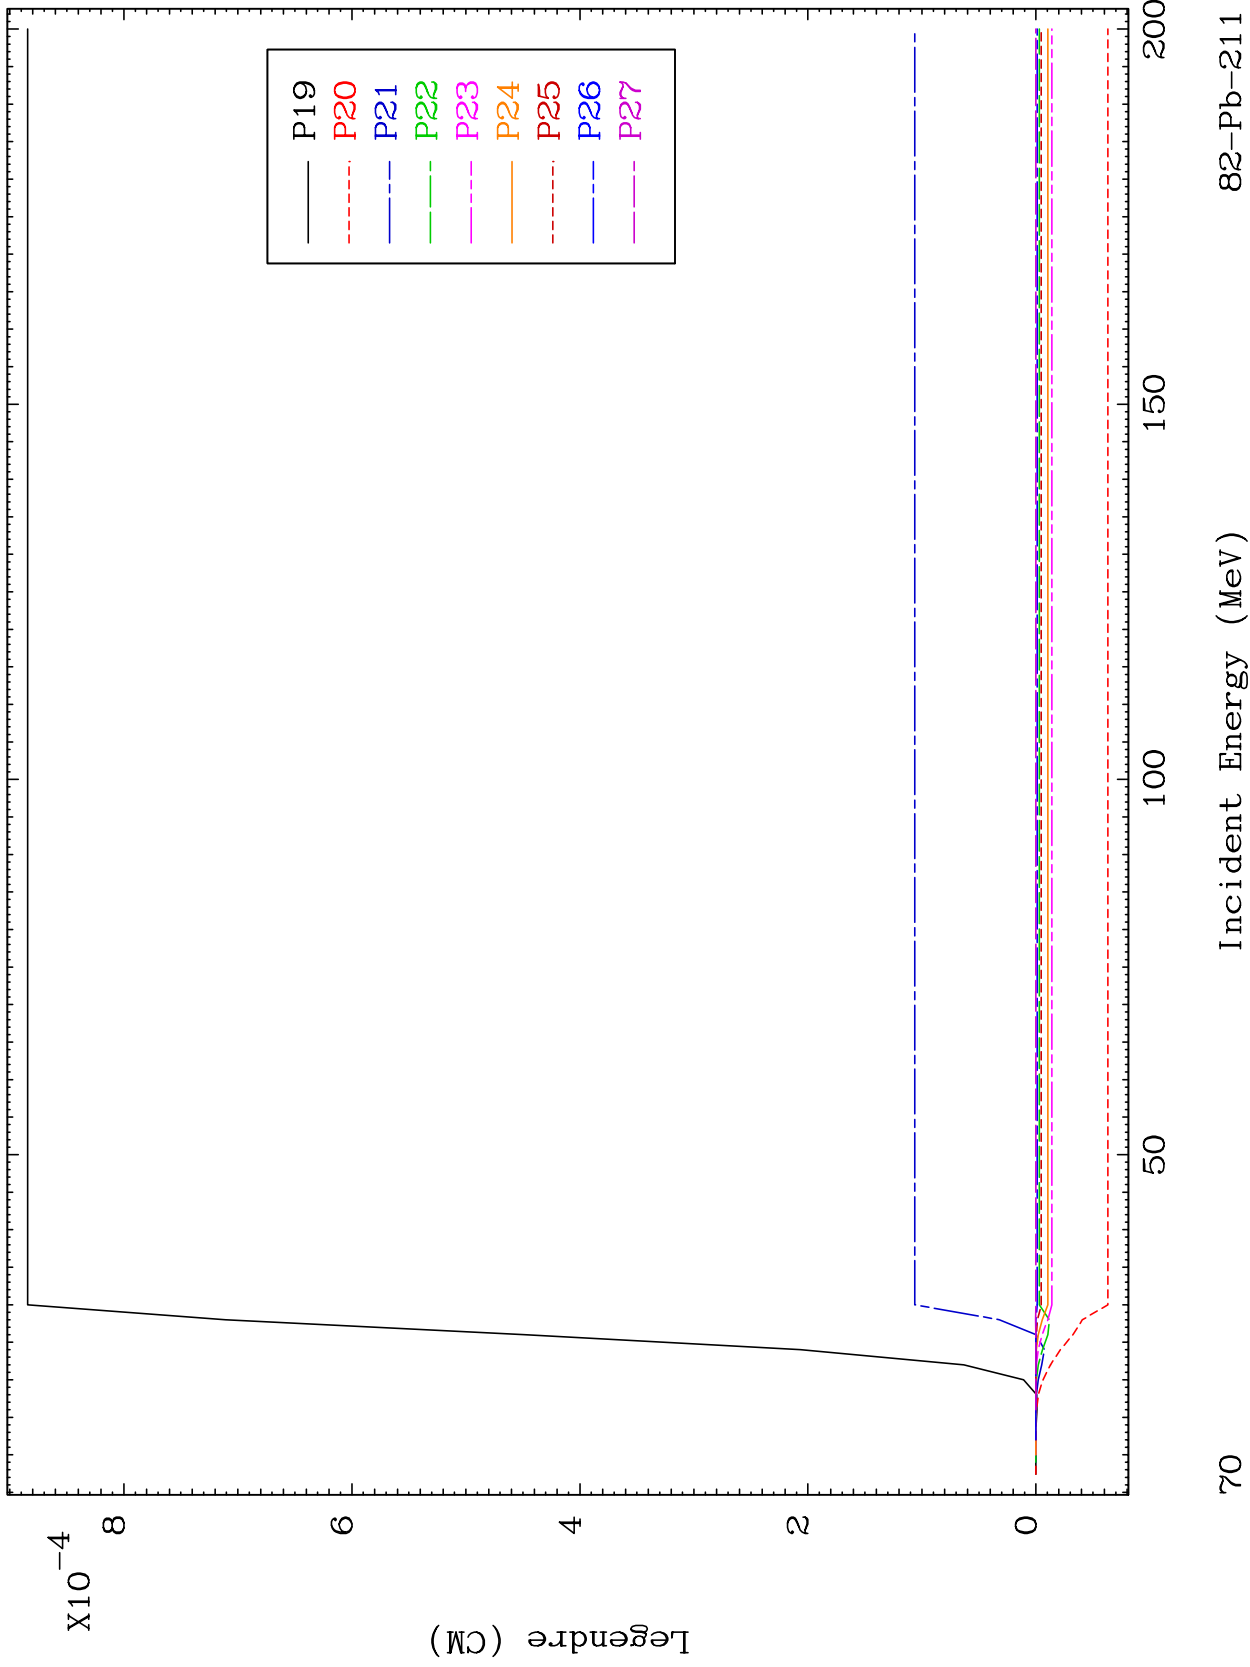 X10-4
8
6
4
2
0
Legendre (CM)
P19
P20
P21
P22
P23
P24
P25
P26
P27
50
100
150
200
Incident Energy (MeV)
70
82-Pb-211